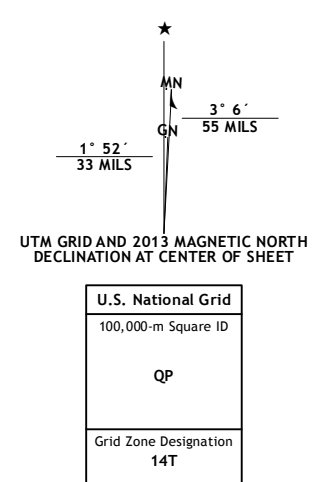 ★
MN
GN
3° 6´
55 MILS
1° 52´
33 MILS
UTM GRID AND 2013 MAGNETIC NORTH
DECLINATION AT CENTER OF SHEET
U.S. National Grid
100,000-m Square ID
QP
Grid Zone Designation
14T